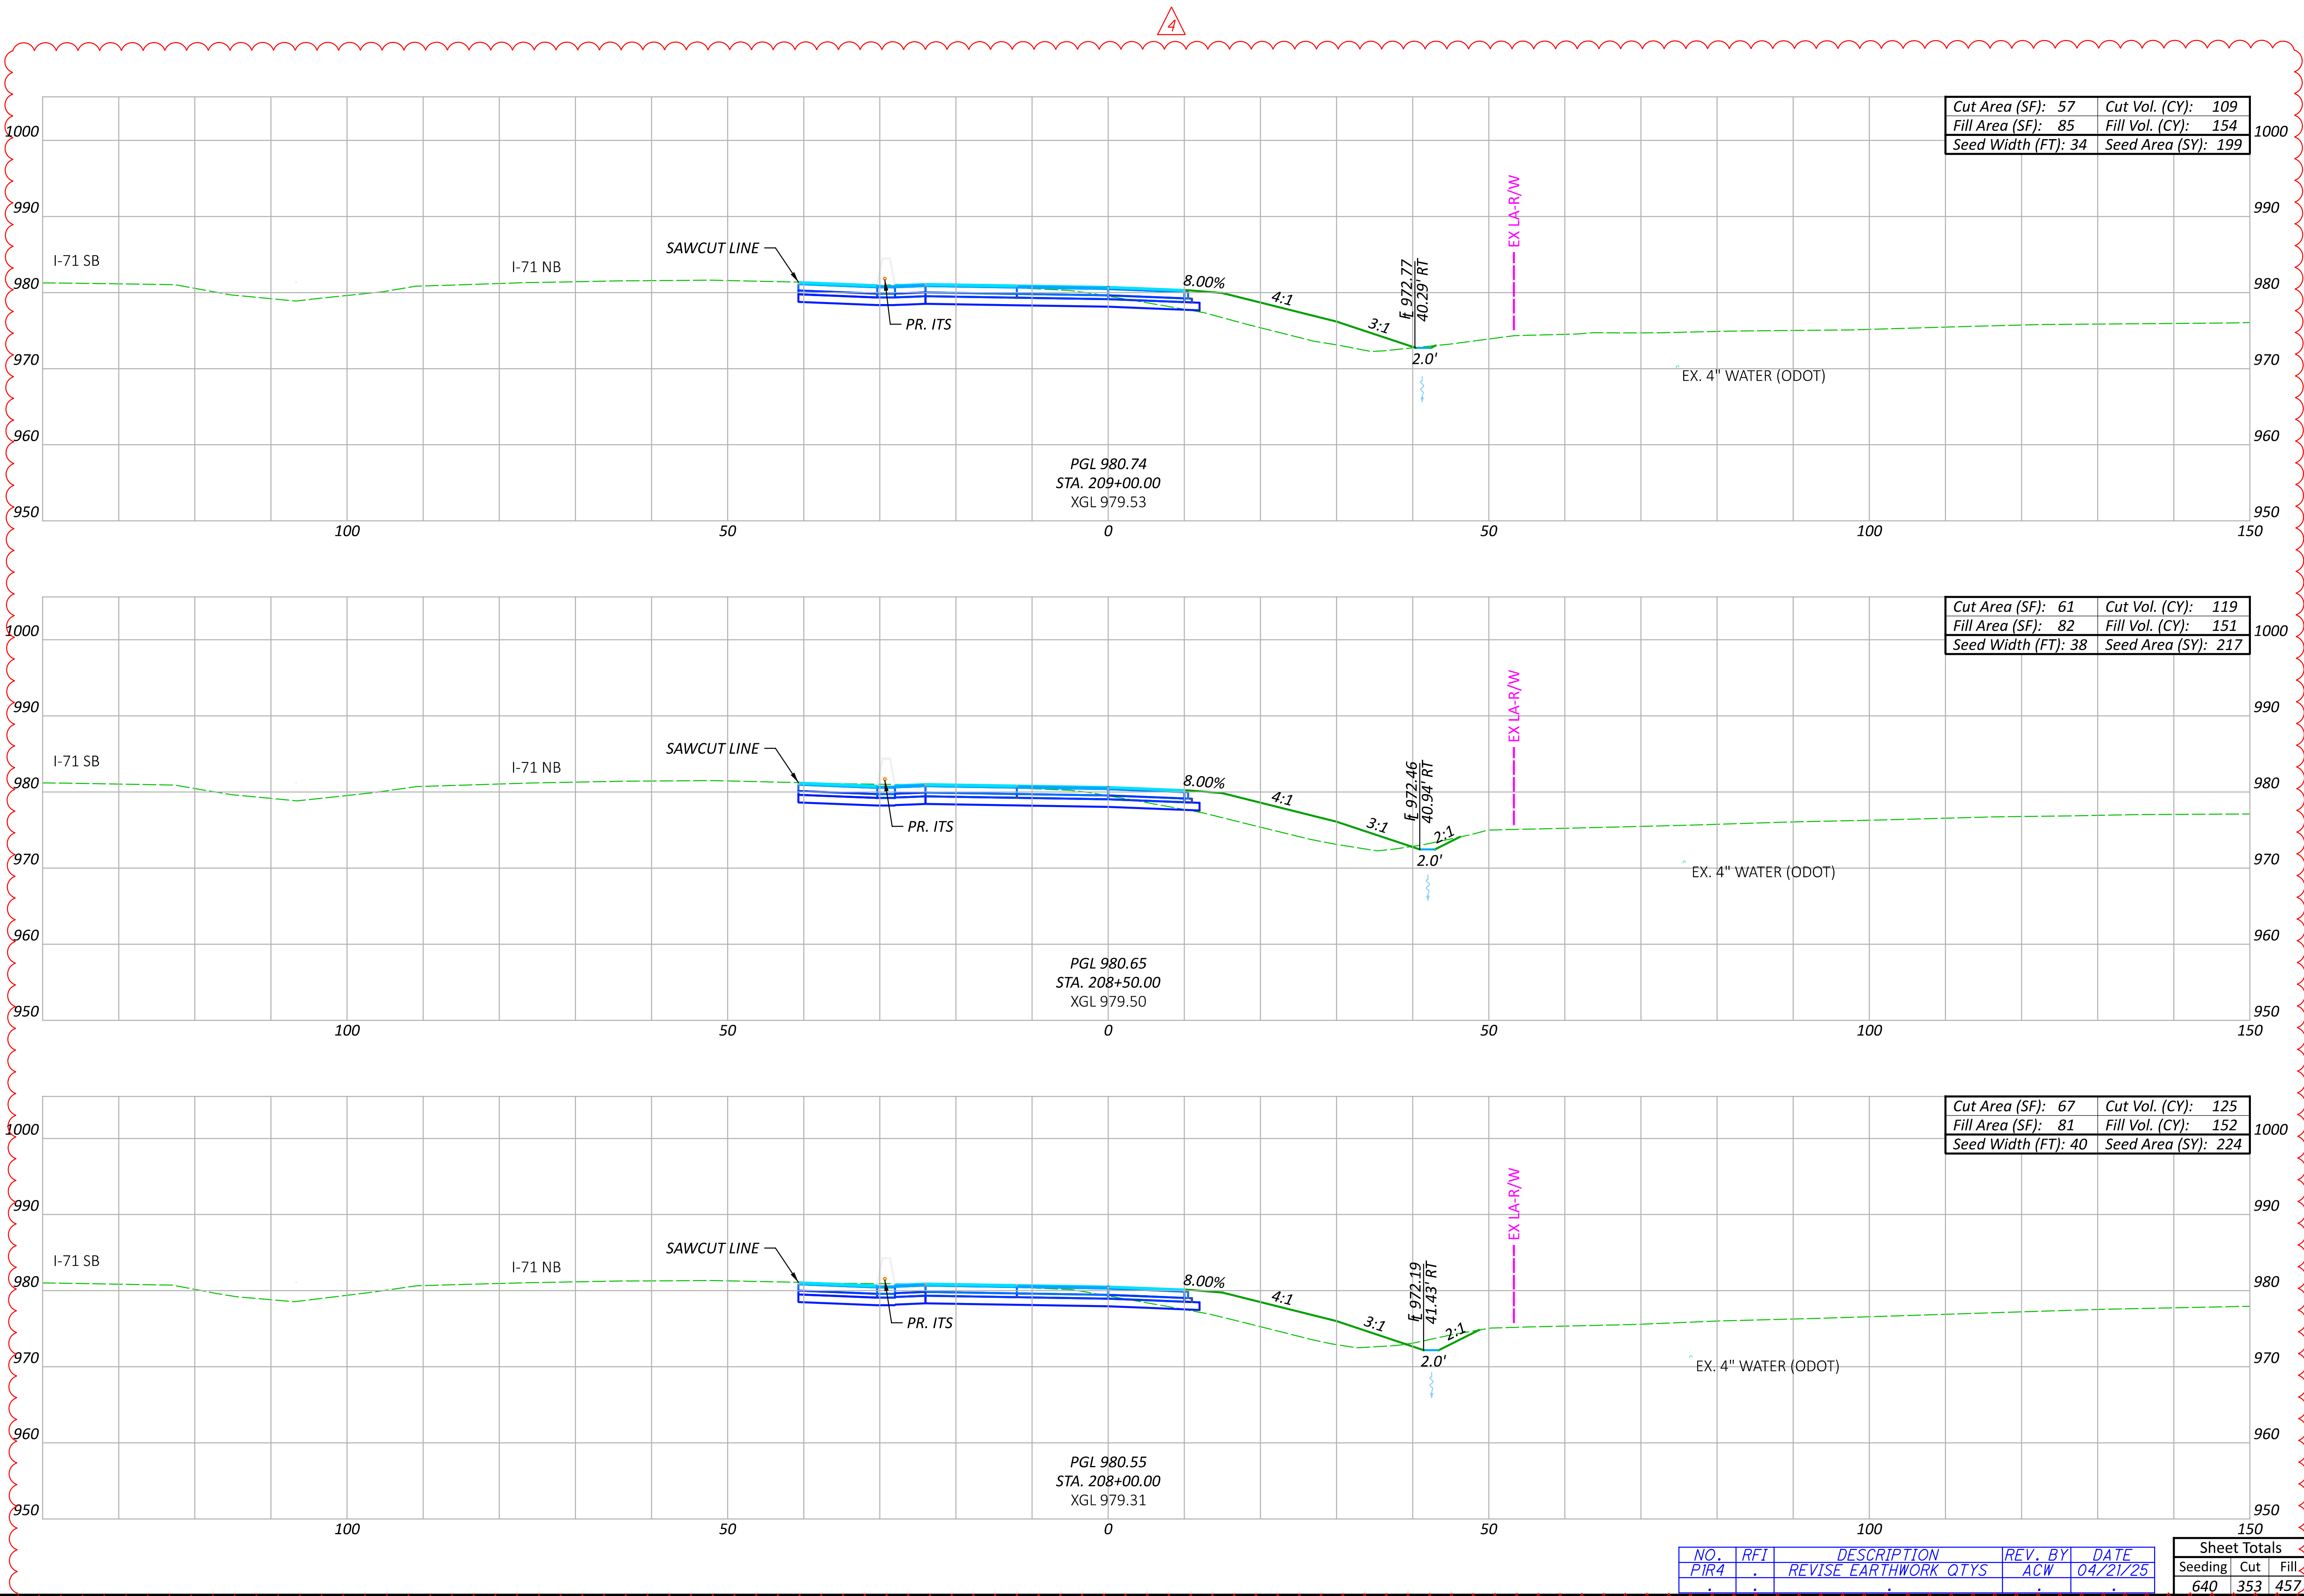 4
Cut Area (SF): 57 Cut Vol. (CY): 109
Fill Area (SF): 85 Fill Vol. (CY): 154
Seed Width (FT): 34 Seed Area (SY): 199
1000 1000
990 990
EX LA-R/W
SAWCUT LINE
I-71 SB I-71 NB
980 8.00% 980
4:1
℄ 972.77
40.29' RT
PR. ITS 3:1
970 2.0' 970
EX. 4" WATER (ODOT)
960 960
PGL 980.74
STA. 209+00.00
XGL 979.53
950 950
100 50 0 50 100 150
Cut Area (SF): 61 Cut Vol. (CY): 119
Fill Area (SF): 82 Fill Vol. (CY): 151
Seed Width (FT): 38 Seed Area (SY): 217
1000 1000
990 990
EX LA-R/W
SAWCUT LINE
I-71 SB I-71 NB
980 8.00% 980
4:1
℄ 972.46
40.94' RT
PR. ITS 3:1 2:1
970 2.0' 970
EX. 4" WATER (ODOT)
960 960
PGL 980.65
STA. 208+50.00
XGL 979.50
950 950
100 50 0 50 100 150
Cut Area (SF): 67 Cut Vol. (CY): 125
Fill Area (SF): 81 Fill Vol. (CY): 152
Seed Width (FT): 40 Seed Area (SY): 224
1000 1000
990 990
EX LA-R/W
SAWCUT LINE
I-71 SB I-71 NB
980 8.00% 980
4:1
℄ 972.19
41.43' RT
PR. ITS 3:1 2:1
970 2.0' 970
EX. 4" WATER (ODOT)
960 960
PGL 980.55
STA. 208+00.00
XGL 979.31
950 950
100 50 0 50 100 150
NO. RFI DESCRIPTION REV. BY DATE
P1R4 . REVISE EARTHWORK QTYS ACW 04/21/25
. . . . .
Sheet Totals
Seeding Cut Fill
640 353 457